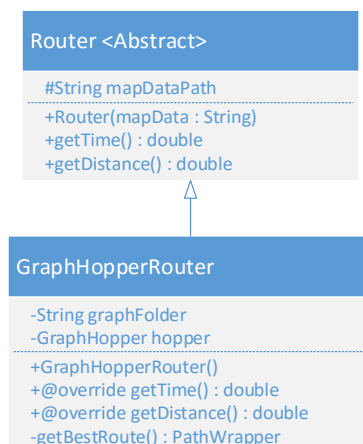 Router <Abstract>
#String mapDataPath
+Router(mapData : String)
+getTime() : double
+getDistance() : double
GraphHopperRouter
-String graphFolder
-GraphHopper hopper
+GraphHopperRouter()
+@override getTime() : double
+@override getDistance() : double
-getBestRoute() : PathWrapper